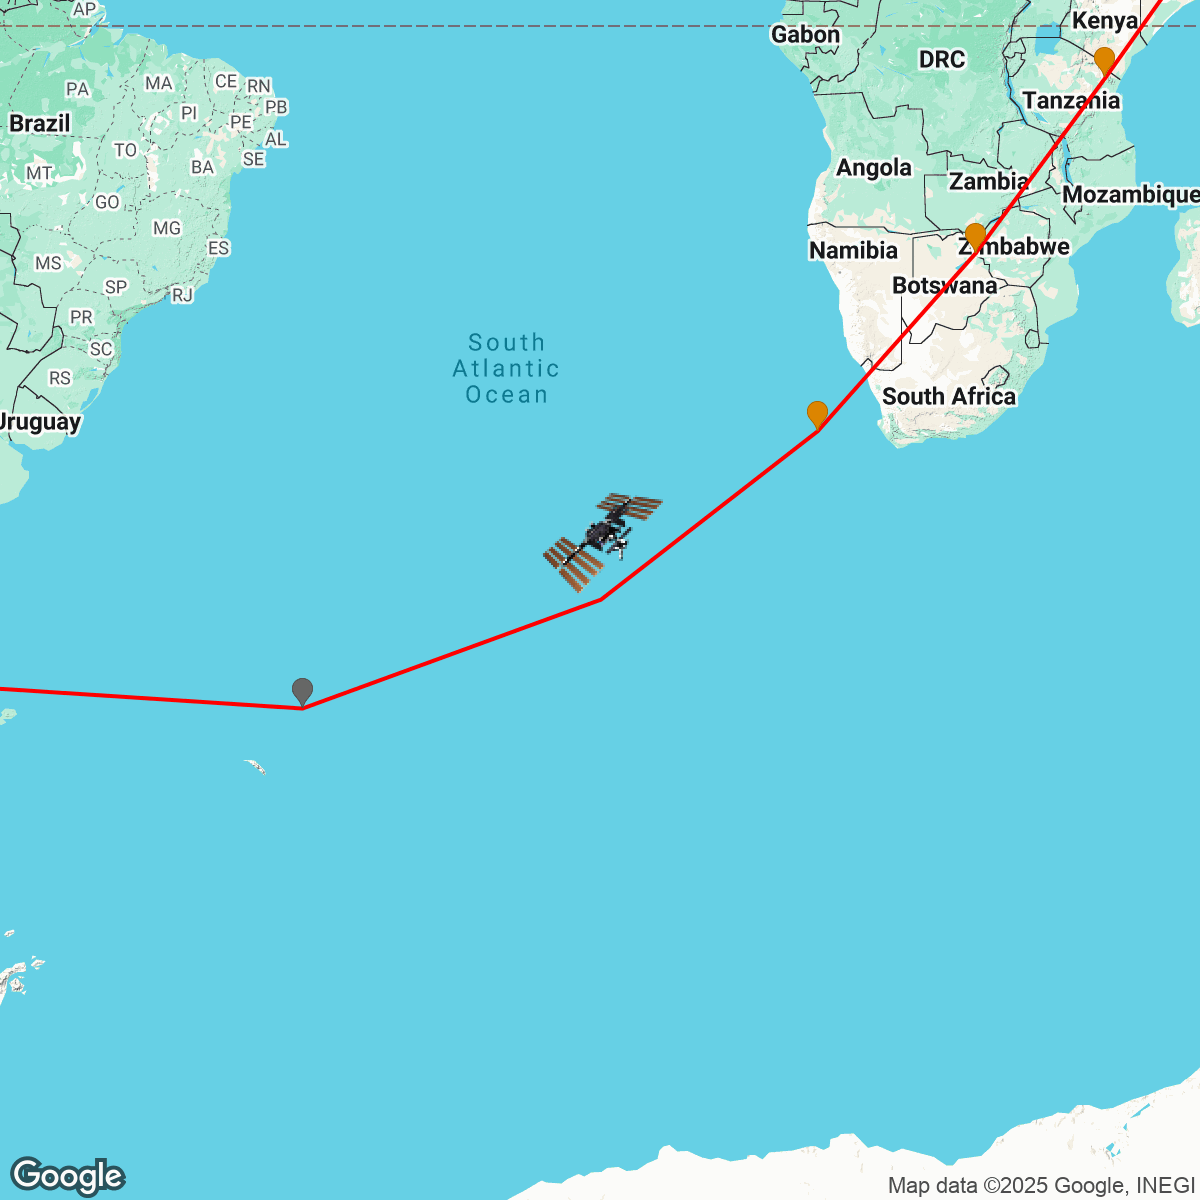 AP
Kenya
Gabon
DRC
MA
CE
RN
PA
PB
PI
PE
Tanzania
Brazil
AL
TO
SE
BA
MT
Angola
Zambia
GO
Mozambique
MG
ES
Namibia
Zimbabwe
MS
SP
RJ
Botswana
PR
South
Atlantic
Ocean
SC
RS
South Africa
Uruguay
Google
Map data ©2025 Google, INEGI